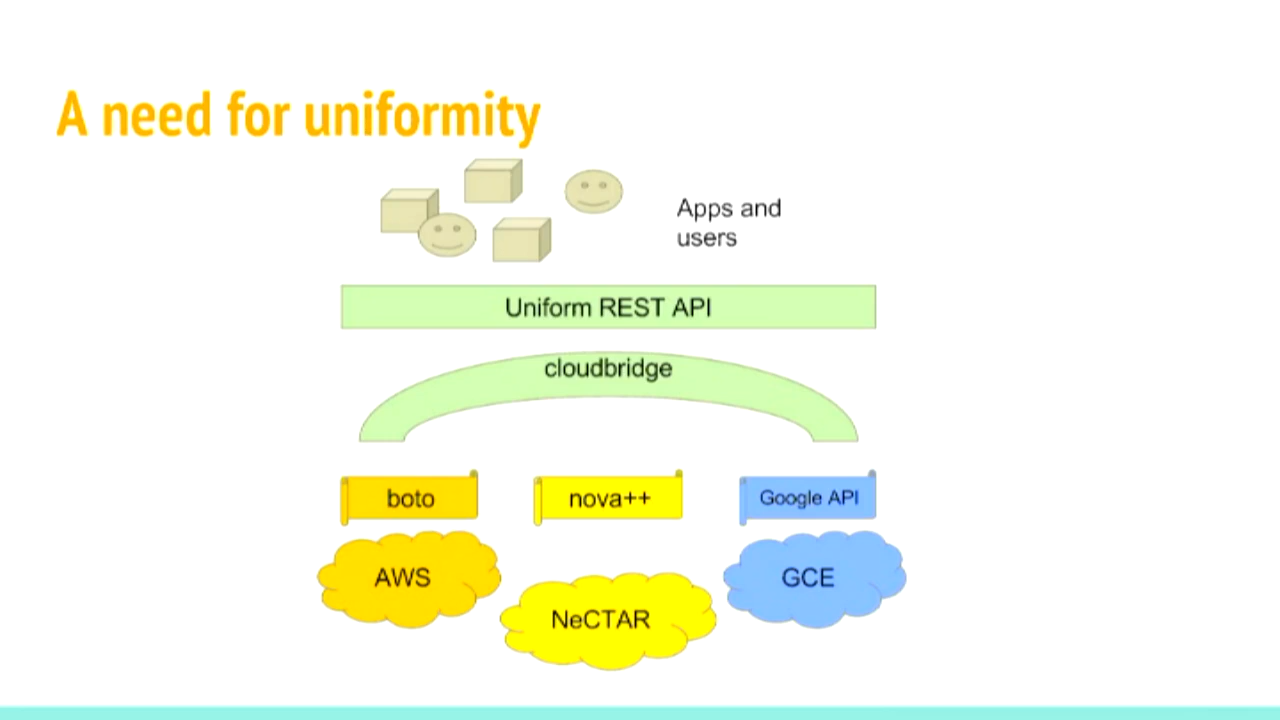 A need for uniformity
Apps and
users
Uniform REST API
cloudbridge
boto
nova++
Google API
AWS
NeCTAR
GCE